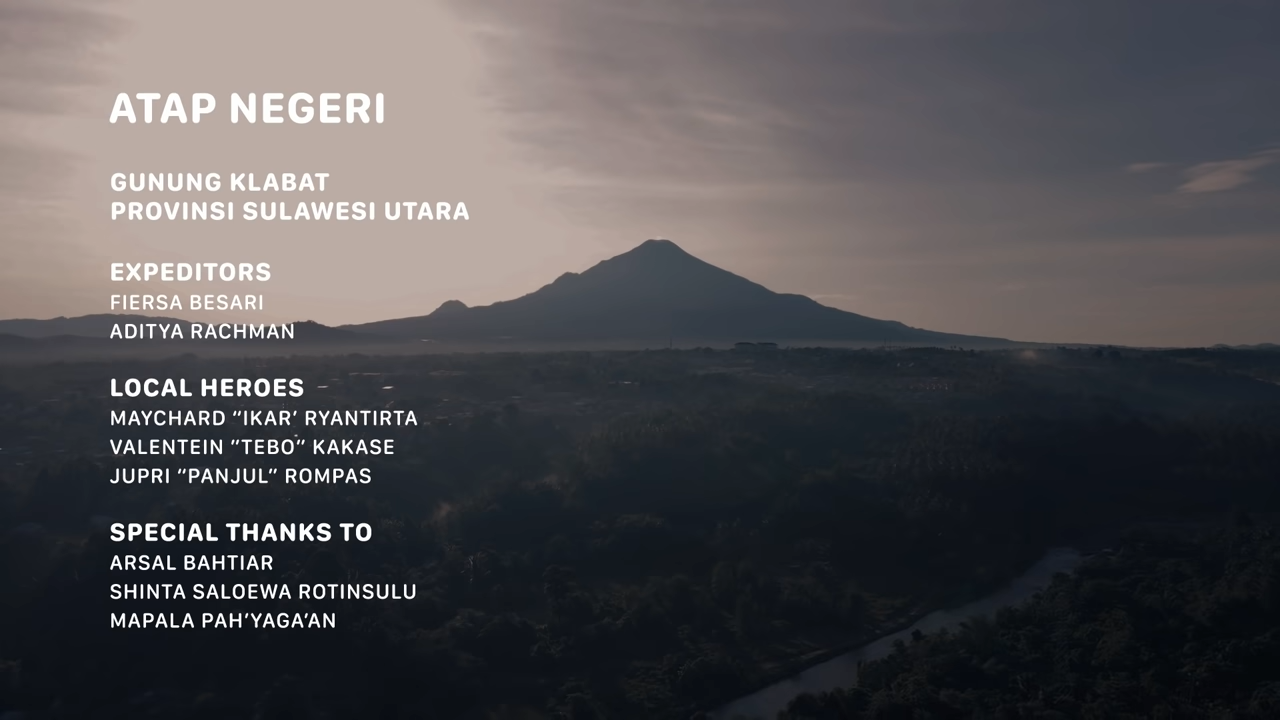 ATAP NEGERI
GUNUNG KLABAT
PROVINSI SULAWESI UTARA
EXPEDITORS
FIERSA BESARI
ADITYA RACHMAN
LOCAL HEROES
MAYCHARD “IKAR’ RYANTIRTA
VALENTEIN “TEBO” KAKASE
JUPRI “PANJUL” ROMPAS
SPECIAL THANKS TO
ARSAL BAHTIAR
SHINTA SALOEWA ROTINSULU
MAPALA PAH’YAGA’AN